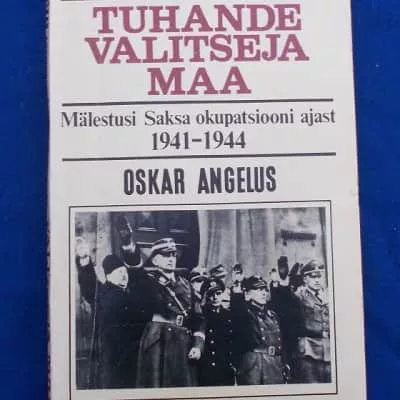 TUHANDE
VALITSEJA
MAA
Mälestusi Saksa okupatsiooni ajast
1941-1944
OSKAR ANGELUS